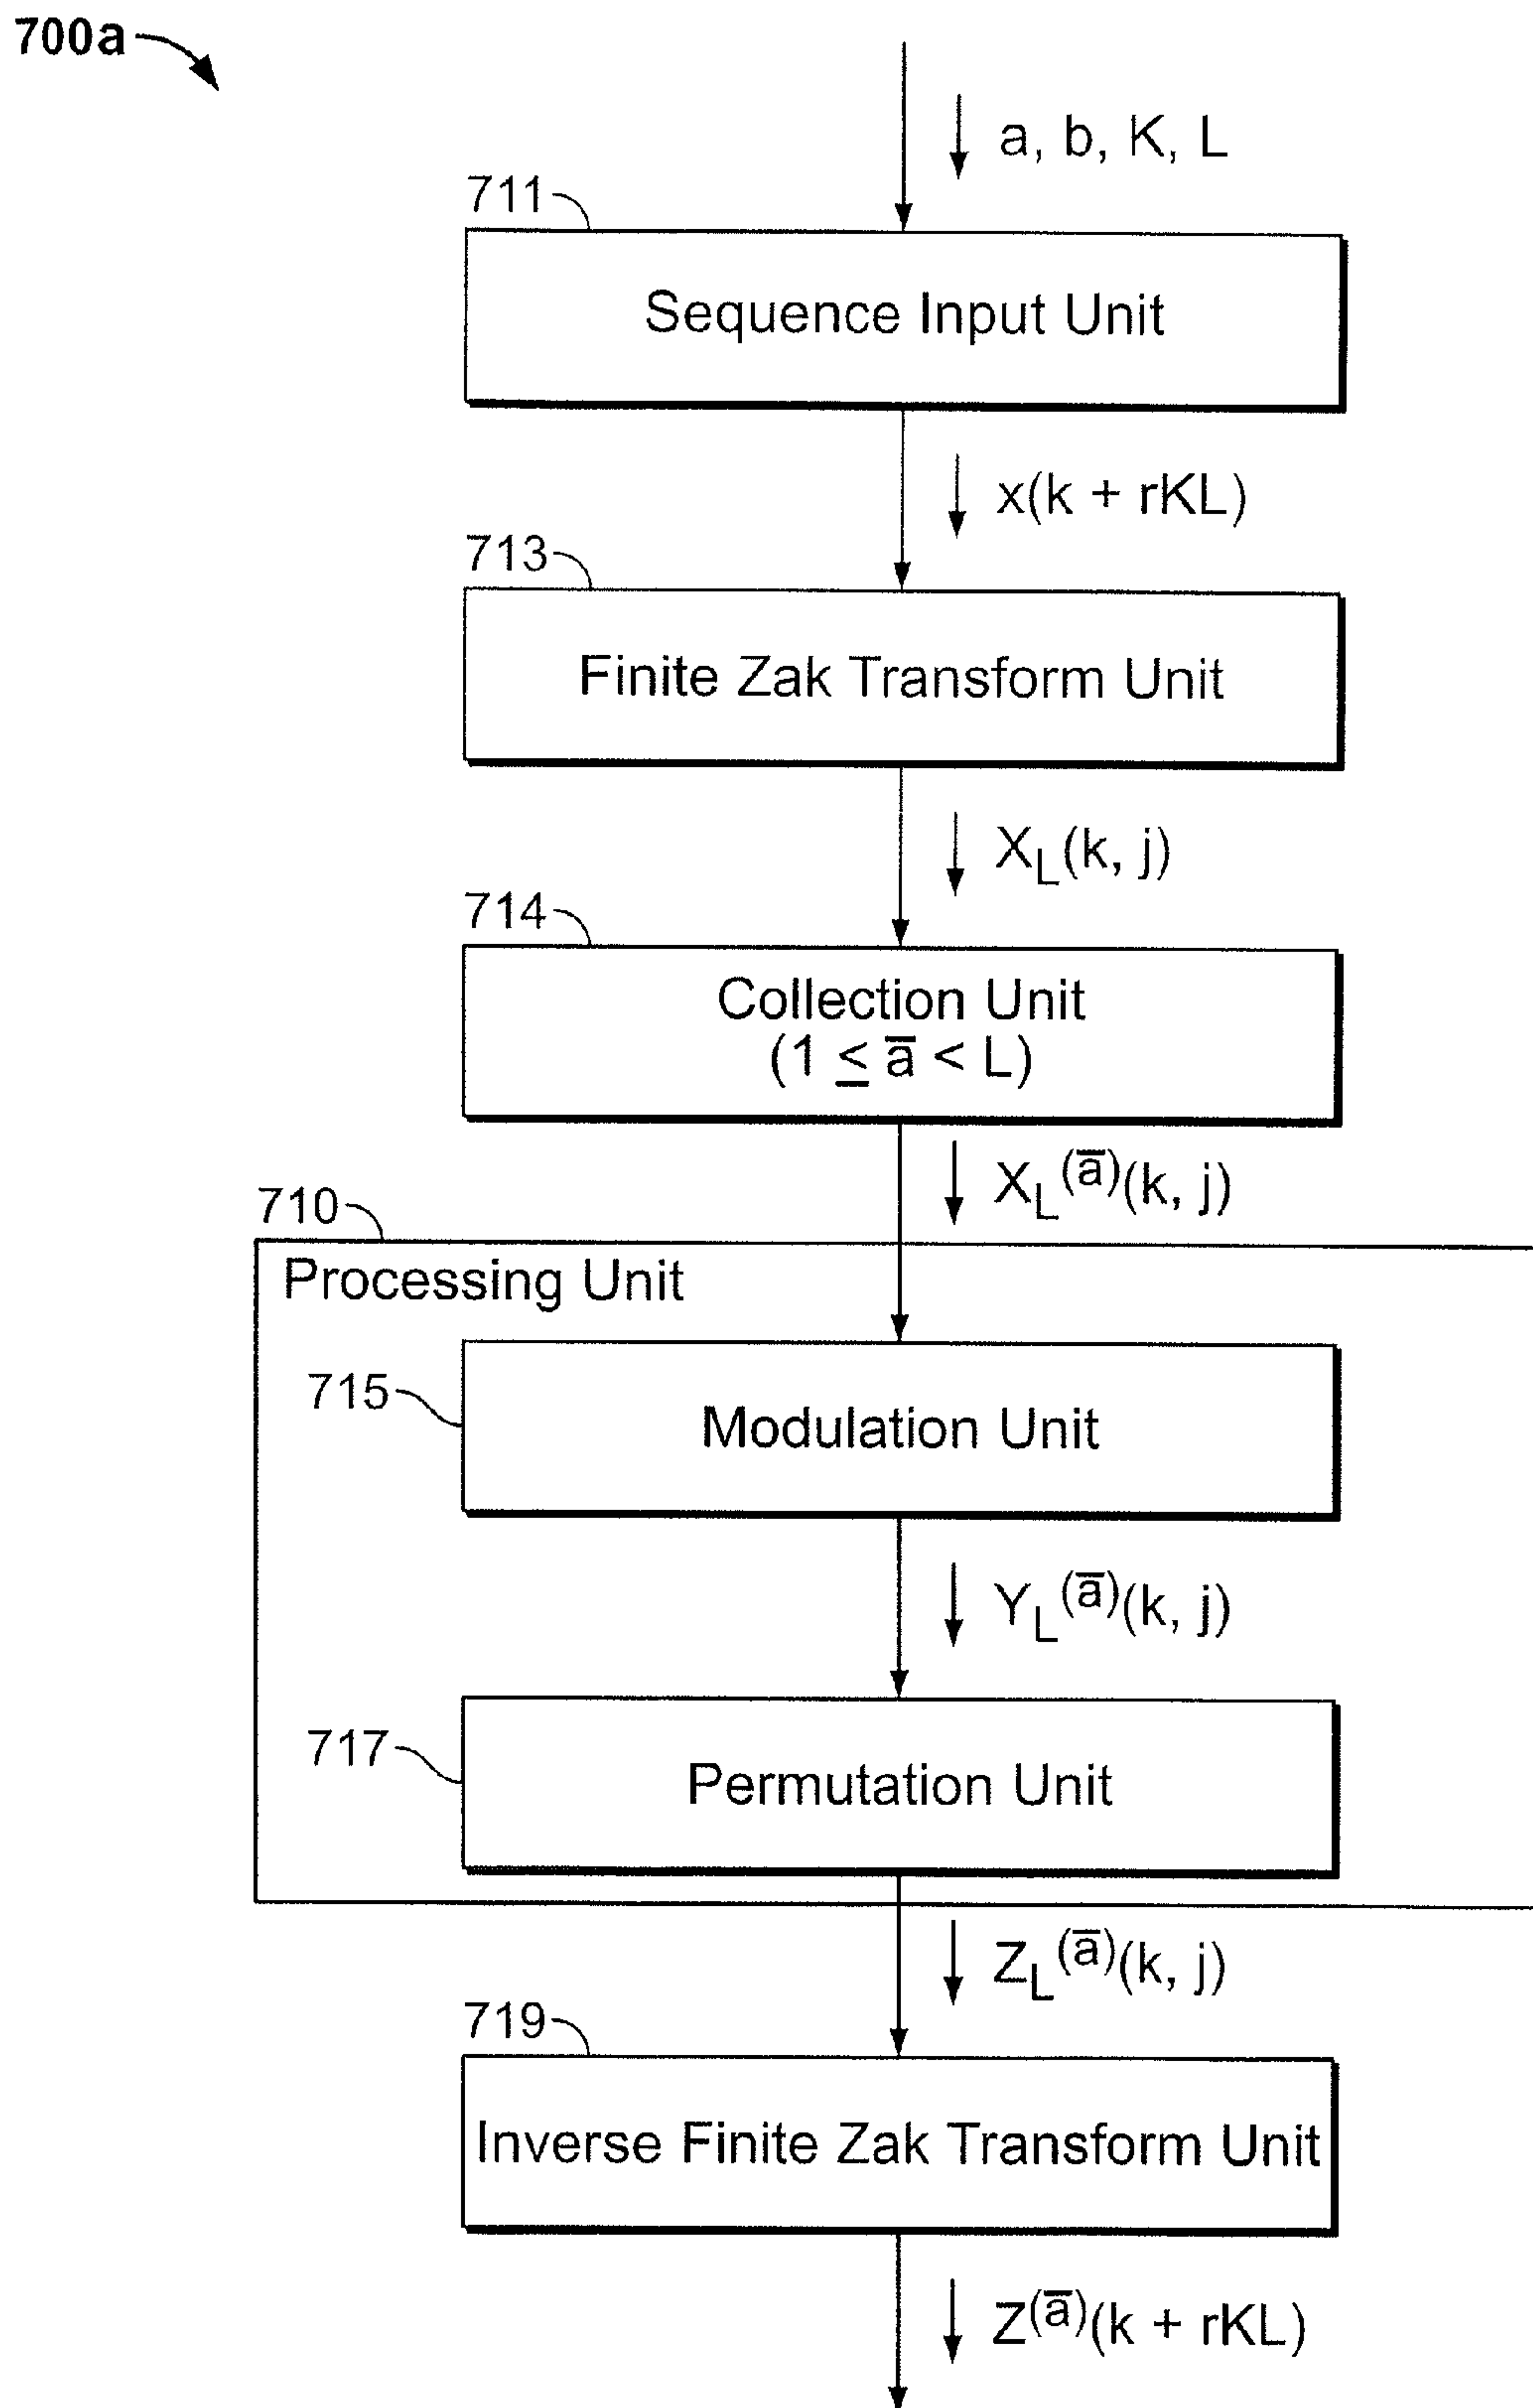 700a
a, b, K, L
711
Sequence Input Unit
x(k + rKL)
713
Finite Zak Transform Unit
X_L(k, j)
714
Collection Unit
(1 ≤ a̅ < L)
X_L^(a̅)(k, j)
710
Processing Unit
715
Modulation Unit
Y_L^(a̅)(k, j)
717
Permutation Unit
Z_L^(a̅)(k, j)
719
Inverse Finite Zak Transform Unit
Z^(a̅)(k + rKL)